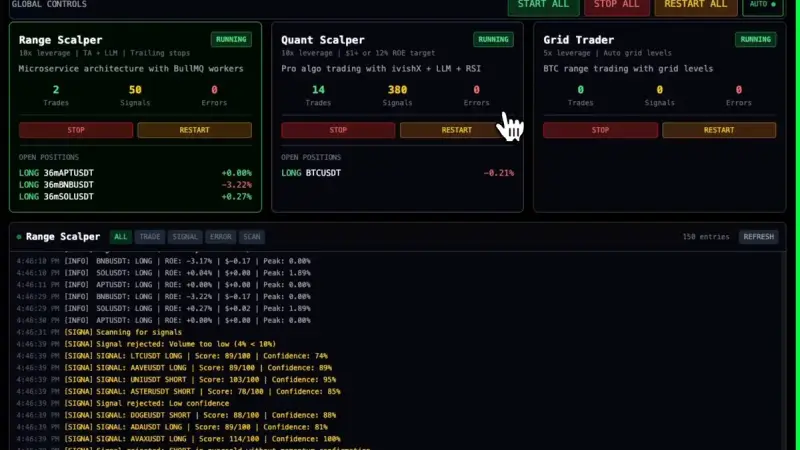 GLOBAL CONTROLS
START ALL
STOP ALL
RESTART ALL
AUTO
Range Scalper
RUNNING
10x leverage | TA + LLM | Trailing stops
Microservice architecture with BullMQ workers
2 50 0
Trades Signals Errors
STOP RESTART
OPEN POSITIONS
LONG 36mAPTUSDT +0.00%
LONG 36mBNBUSDT -3.22%
LONG 36mSOLUSDT +0.27%
Quant Scalper
RUNNING
10x leverage | $1+ or 12% ROE target
Pro algo trading with ivishX + LLM + RSI
14 380 0
Trades Signals Errors
STOP RESTART
OPEN POSITIONS
LONG BTCUSDT -0.21%
Grid Trader
RUNNING
5x leverage | Auto grid levels
BTC range trading with grid levels
0 0 0
Trades Signals Errors
STOP RESTART
Range Scalper ALL TRADE SIGNAL ERROR SCAN 150 entries REFRESH
4:46:10 PM [INFO] BNBUSDT: LONG | ROE: -3.17% | $-0.17 | Peak: 0.00%
4:46:10 PM [INFO] SOLUSDT: LONG | ROE: +0.04% | $+0.00 | Peak: 1.89%
4:46:11 PM [INFO] APTUSDT: LONG | ROE: +0.00% | $+0.00 | Peak: 0.00%
4:46:29 PM [INFO] BNBUSDT: LONG | ROE: -3.22% | $-0.17 | Peak: 0.00%
4:46:29 PM [INFO] SOLUSDT: LONG | ROE: +0.27% | $+0.02 | Peak: 1.89%
4:46:30 PM [INFO] APTUSDT: LONG | ROE: +0.00% | $+0.00 | Peak: 0.00%
4:46:31 PM [SIGNA] Scanning for signals
4:46:39 PM [SIGNA] Signal rejected: Volume too low (4% < 10%)
4:46:39 PM [SIGNA] SIGNAL: LTCUSDT LONG | Score: 89/100 | Confidence: 74%
4:46:39 PM [SIGNA] SIGNAL: AAVEUSDT LONG | Score: 89/100 | Confidence: 89%
4:46:39 PM [SIGNA] SIGNAL: UNIUSDT SHORT | Score: 103/100 | Confidence: 95%
4:46:39 PM [SIGNA] SIGNAL: ASTERUSDT SHORT | Score: 78/100 | Confidence: 85%
4:46:39 PM [SIGNA] Signal rejected: Low confidence
4:46:39 PM [SIGNA] SIGNAL: DOGEUSDT SHORT | Score: 88/100 | Confidence: 88%
4:46:39 PM [SIGNA] SIGNAL: ADAUSDT LONG | Score: 89/100 | Confidence: 81%
4:46:39 PM [SIGNA] SIGNAL: AVAXUSDT LONG | Score: 114/100 | Confidence: 100%
4:46:39 PM [SIGNA] Signal rejected: SHORT